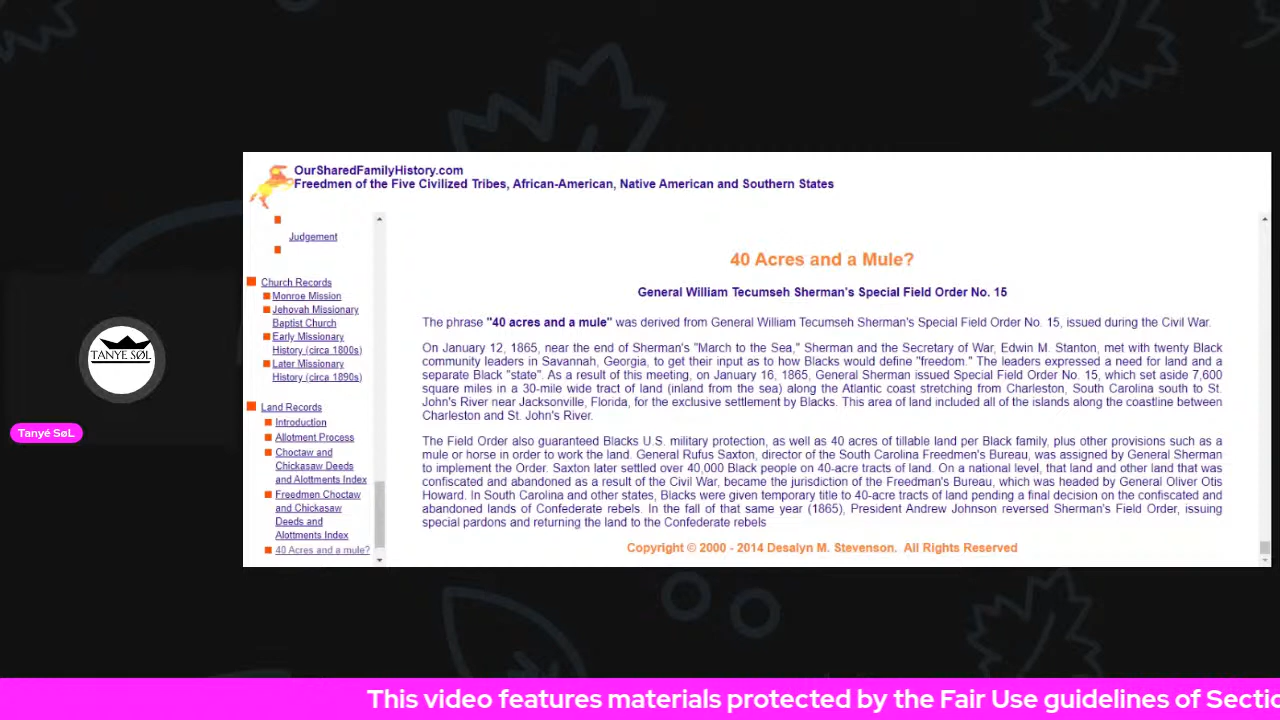 OurSharedFamilyHistory.com
Freedmen of the Five Civilized Tribes, African-American, Native American and Southern States
Judgement
Church Records
Monroe Mission
Jehovah Missionary
Baptist Church
Early Missionary
History (circa 1800s)
Later Missionary
History (circa 1890s)
Land Records
Introduction
Allotment Process
Choctaw and
Chickasaw Deeds
and Allottments Index
Freedmen Choctaw
and Chickasaw
Deeds and
Alottments Index
40 Acres and a mule?
40 Acres and a Mule?
General William Tecumseh Sherman's Special Field Order No. 15
The phrase "40 acres and a mule" was derived from General William Tecumseh Sherman's Special Field Order No. 15, issued during the Civil War.
On January 12, 1865, near the end of Sherman's "March to the Sea," Sherman and the Secretary of War, Edwin M. Stanton, met with twenty Black
community leaders in Savannah, Georgia, to get their input as to how Blacks would define "freedom." The leaders expressed a need for land and a
separate Black "state". As a result of this meeting, on January 16, 1865, General Sherman issued Special Field Order No. 15, which set aside 7,600
square miles in a 30-mile wide tract of land (inland from the sea) along the Atlantic coast stretching from Charleston, South Carolina south to St.
John's River near Jacksonville, Florida, for the exclusive settlement by Blacks. This area of land included all of the islands along the coastline between
Charleston and St. John's River.
The Field Order also guaranteed Blacks U.S. military protection, as well as 40 acres of tillable land per Black family, plus other provisions such as a
mule or horse in order to work the land. General Rufus Saxton, director of the South Carolina Freedmen's Bureau, was assigned by General Sherman
to implement the Order. Saxton later settled over 40,000 Black people on 40-acre tracts of land. On a national level, that land and other land that was
confiscated and abandoned as a result of the Civil War, became the jurisdiction of the Freedmen's Bureau, which was headed by General Oliver Otis
Howard. In South Carolina and other states, Blacks were given temporary title to 40-acre tracts of land pending a final decision on the confiscated and
abandoned lands of Confederate rebels. In the fall of that same year (1865), President Andrew Johnson reversed Sherman's Field Order, issuing
special pardons and returning the land to the Confederate rebels
Copyright © 2000 - 2014 Desalyn M. Stevenson. All Rights Reserved
TANYE SØL
Tanyé SøL
This video features materials protected by the Fair Use guidelines of Sectio